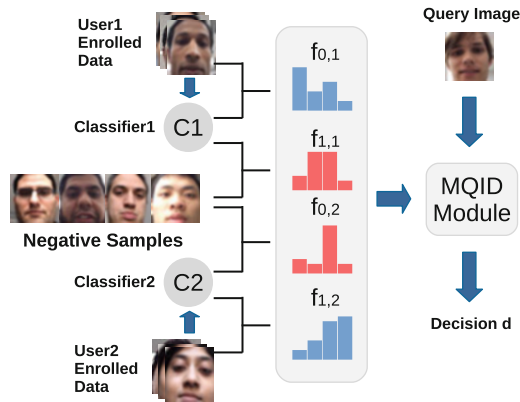 User1
Enrolled
Data
Classifier1
C1
Negative Samples
Classifier2
C2
User2
Enrolled
Data
f0,1
f1,1
f0,2
f1,2
Query Image
MQID
Module
Decision d